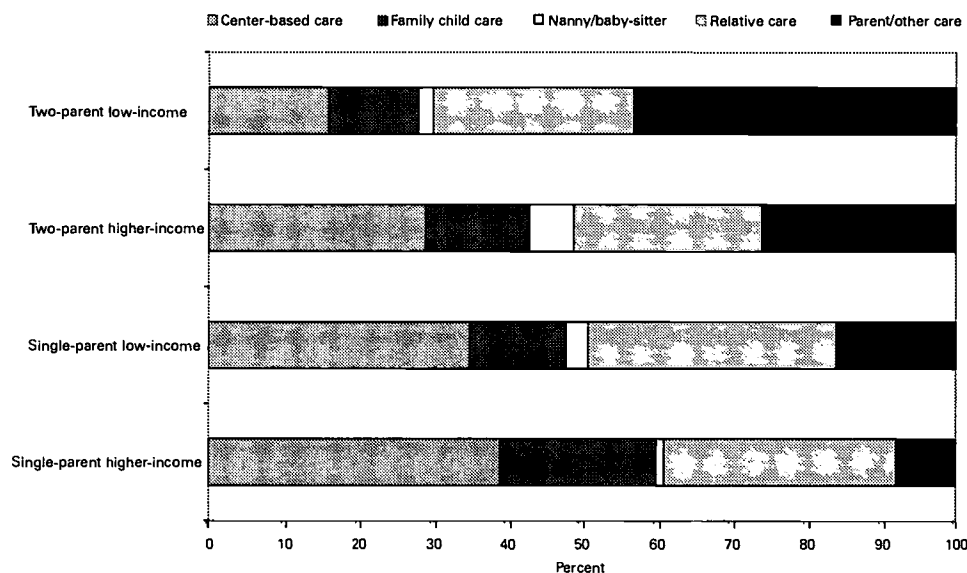 Center-based care Family child care Nanny/baby-sitter Relative care Parent/other care
Two-parent low-income
Two-parent higher-income
Single-parent low-income
Single-parent higher-income
0 10 20 30 40 50 60 70 80 90 100
Percent